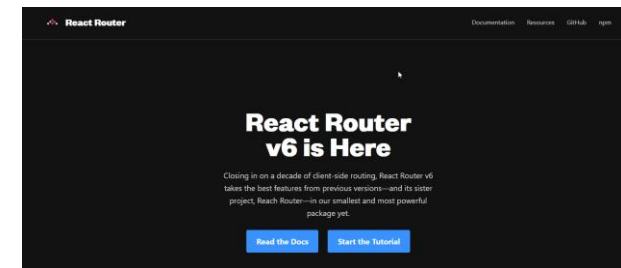 React Router
Documentation Resources GitHub npm
React Router
v6 is Here
Closing in on a decade of client-side routing, React Router v6
takes the best features from previous versions—and its sister
project, Reach Router—in our smallest and most powerful
package yet.
Read the Docs Start the Tutorial